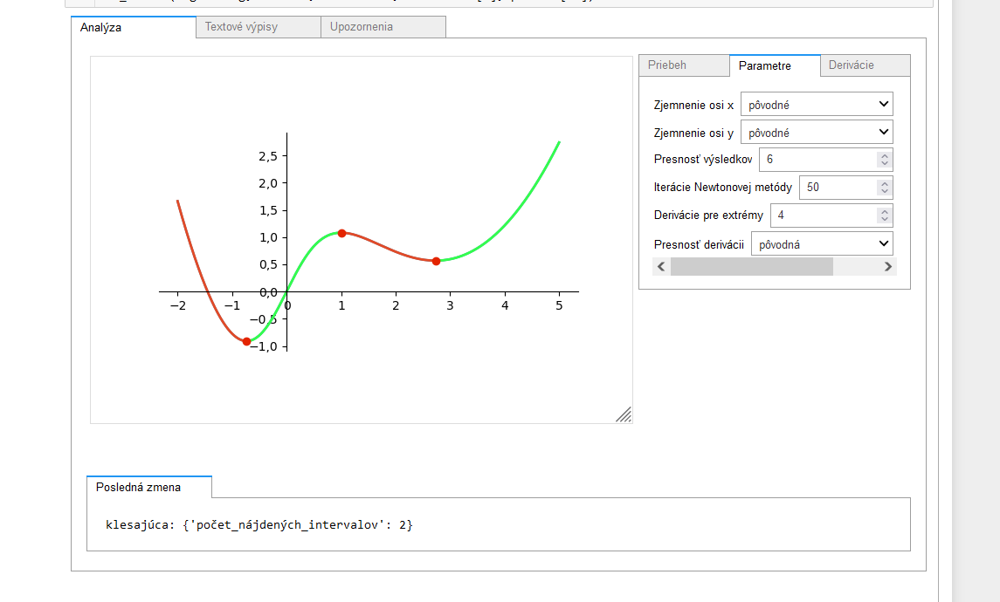 Analýza
Textové výpisy
Upozornenia
Priebeh
Parametre
Derivácie
Zjemnenie osi x
pôvodné
Zjemnenie osi y
pôvodné
Presnosť výsledkov
6
Iterácie Newtonovej metódy
50
Derivácie pre extrémy
4
Presnosť derivácii
pôvodná
2,5
2,0
1,5
1,0
0,5
0,0
−0,5
−1,0
−2 −1 0 1 2 3 4 5
Posledná zmena
klesajúca: {'počet_nájdených_intervalov': 2}